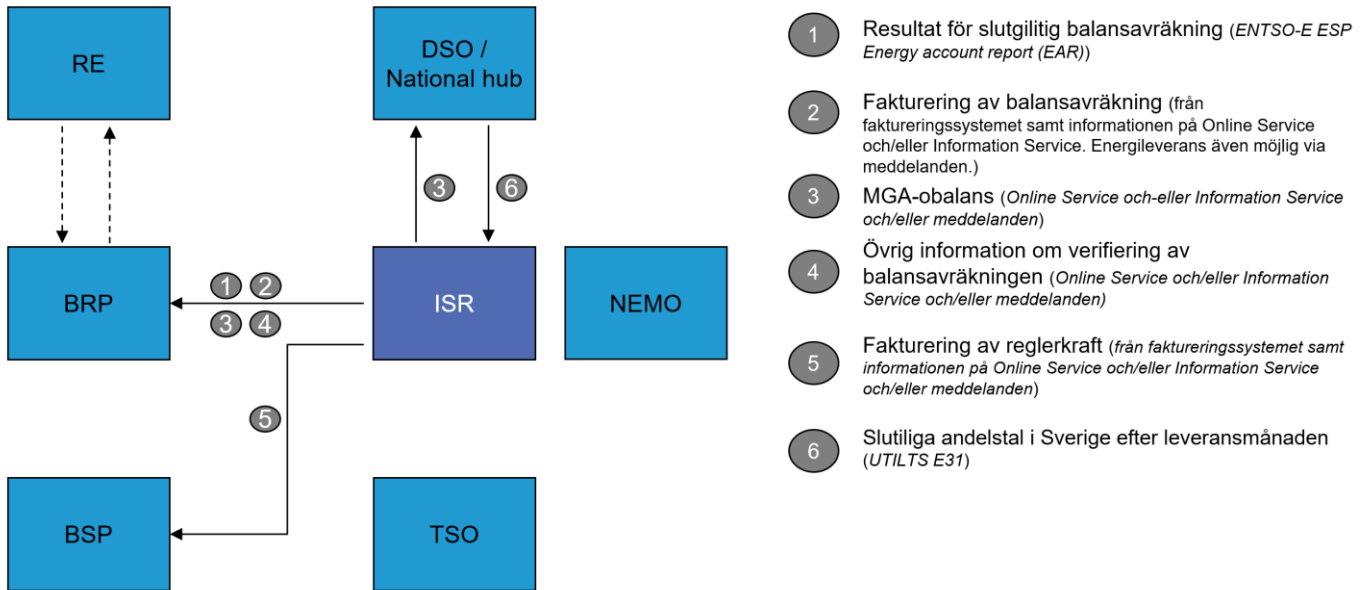 RE
DSO /
National hub
3
6
BRP
1
2
3
4
ISR
NEMO
5
BSP
TSO
1
Resultat för slutgilitig balansavräkning (ENTSO-E ESP
Energy account report (EAR))
2
Fakturering av balansavräkning (från
faktureringssystemet samt informationen på Online Service
och/eller Information Service. Energileverans även möjlig via
meddelanden.)
3
MGA-obalans (Online Service och-eller Information Service
och/eller meddelanden)
4
Övrig information om verifiering av
balansavräkningen (Online Service och/eller Information
Service och/eller meddelanden)
5
Fakturering av reglerkraft (från faktureringssystemet samt
informationen på Online Service och/eller Information Service
och/eller meddelanden)
6
Slutiliga andelstal i Sverige efter leveransmånaden
(UTILTS E31)